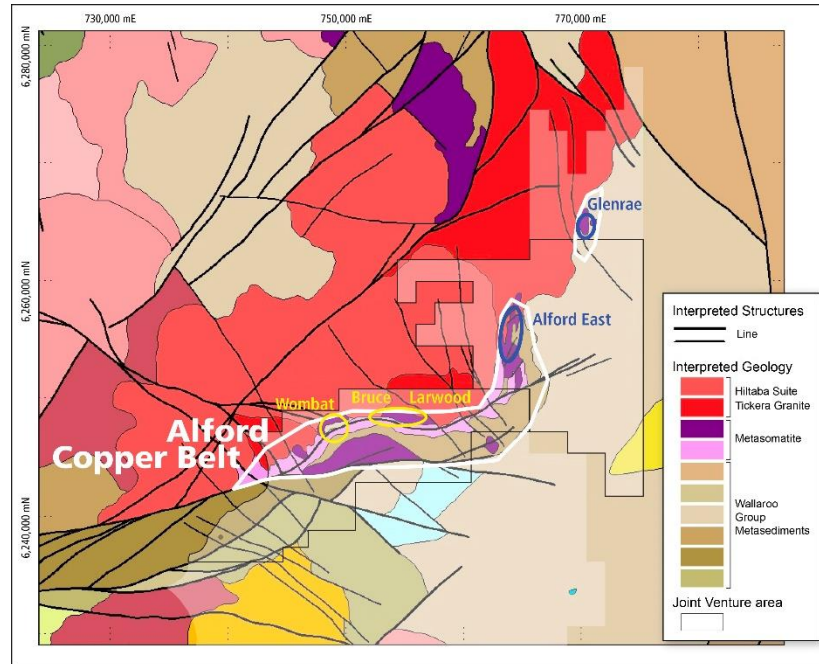 730,000 mE
750,000 mE
770,000 mE
6,280,000 mN
6,260,000 mN
6,240,000 mN
Glenrae
Alford East
Wombat
Bruce
Larwood
Alford
Copper Belt
Interpreted Structures
Line
Interpreted Geology
Hiltaba Suite
Tickera Granite
Metasomatite
Wallaroo
Group
Metasediments
Joint Venture area